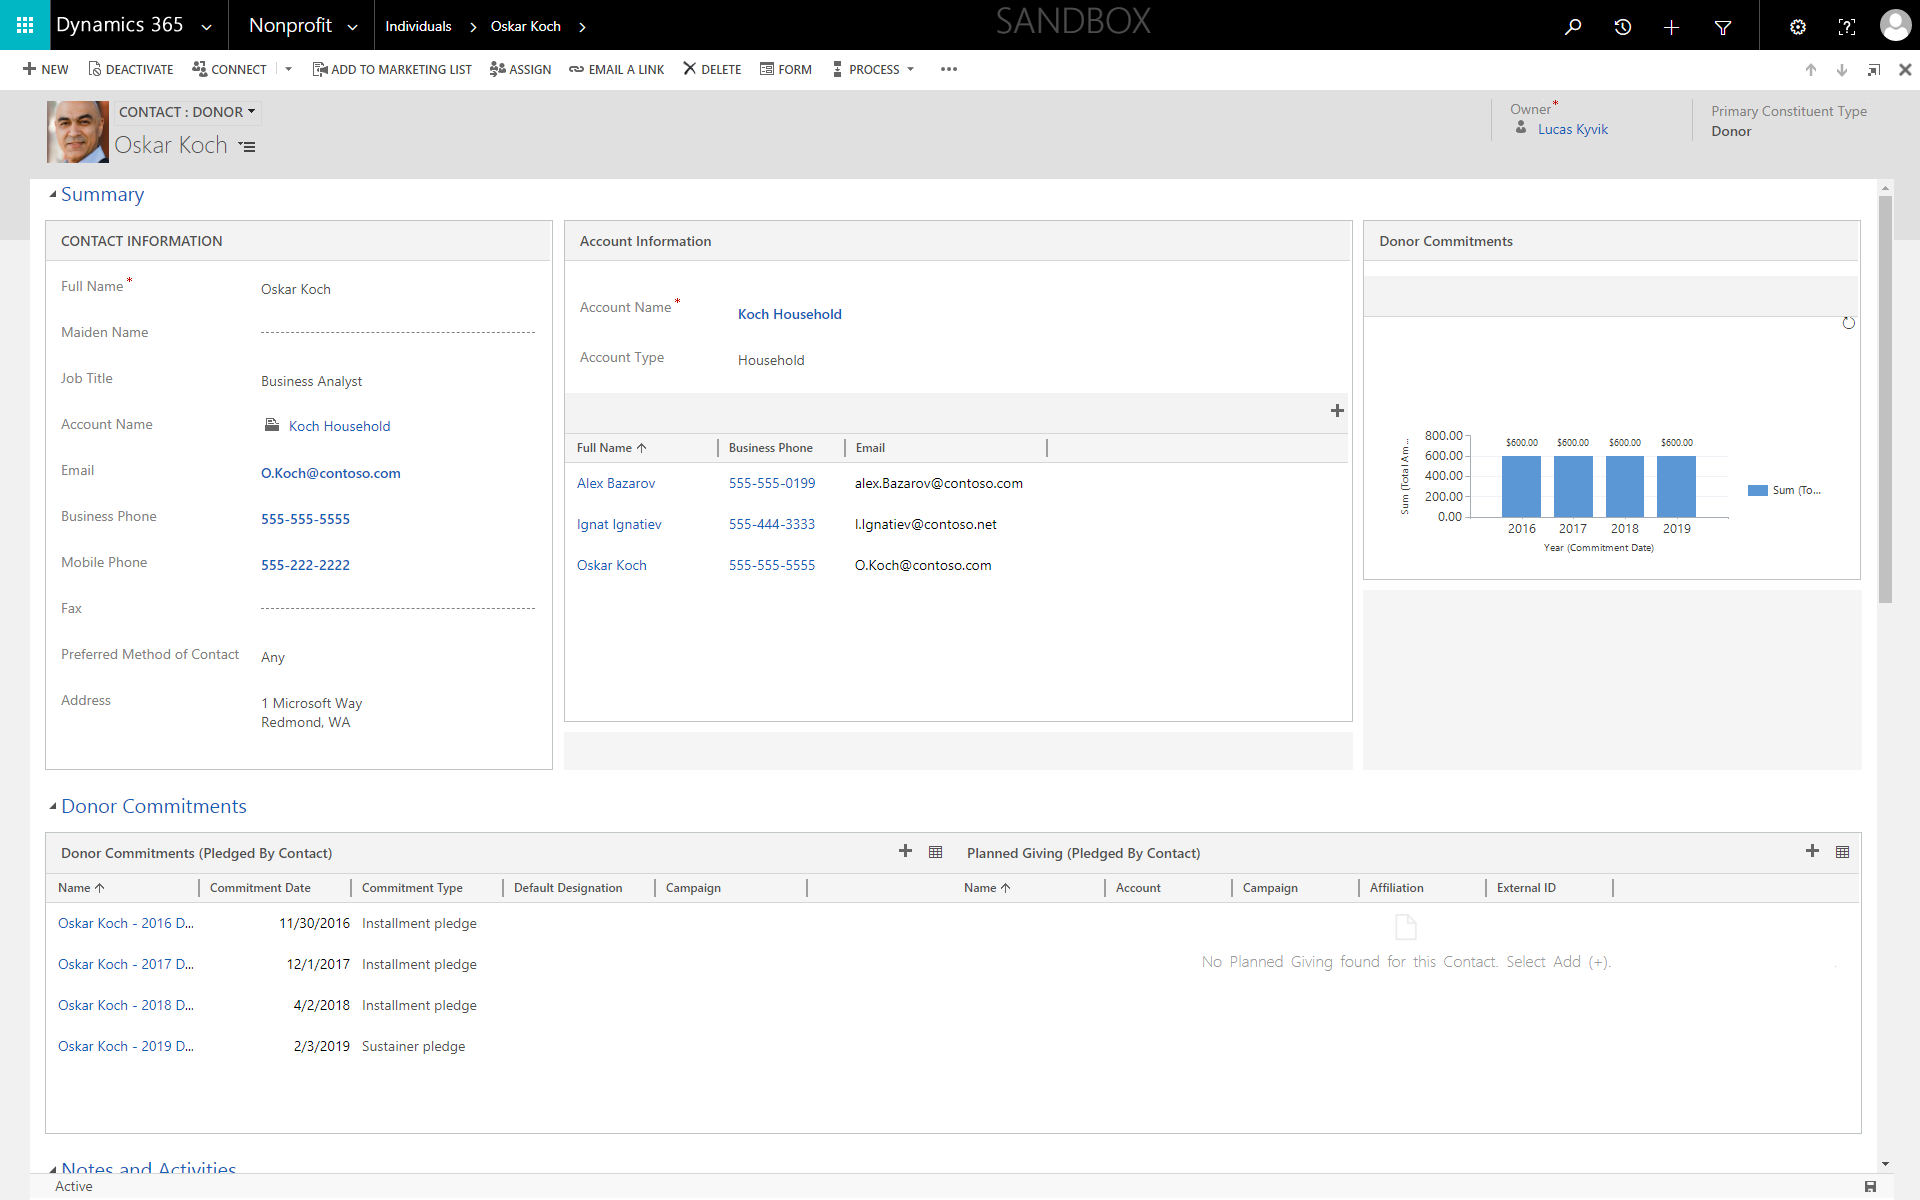 Dynamics 365
Nonprofit
Individuals
Oskar Koch
SANDBOX
NEW
DEACTIVATE
CONNECT
ADD TO MARKETING LIST
ASSIGN
EMAIL A LINK
DELETE
FORM
PROCESS
CONTACT : DONOR
Oskar Koch
Owner*
Lucas Kyvik
Primary Constituent Type
Donor
Summary
CONTACT INFORMATION
Full Name*
Oskar Koch
Maiden Name
Job Title
Business Analyst
Account Name
Koch Household
Email
O.Koch@contoso.com
Business Phone
555-555-5555
Mobile Phone
555-222-2222
Fax
Preferred Method of Contact
Any
Address
1 Microsoft Way
Redmond, WA
Account Information
Account Name*
Koch Household
Account Type
Household
Full Name Business Phone Email
Alex Bazarov 555-555-0199 alex.Bazarov@contoso.com
Ignat Ignatiev 555-444-3333 I.Ignatiev@contoso.net
Oskar Koch 555-555-5555 O.Koch@contoso.com
Donor Commitments
Sum (Total Am...
800.00
600.00
400.00
200.00
0.00
$600.00 $600.00 $600.00 $600.00
2016 2017 2018 2019
Year (Commitment Date)
Sum (To...
Donor Commitments
Donor Commitments (Pledged By Contact)
Name Commitment Date Commitment Type Default Designation Campaign
Oskar Koch - 2016 D... 11/30/2016 Installment pledge
Oskar Koch - 2017 D... 12/1/2017 Installment pledge
Oskar Koch - 2018 D... 4/2/2018 Installment pledge
Oskar Koch - 2019 D... 2/3/2019 Sustainer pledge
Planned Giving (Pledged By Contact)
Name Account Campaign Affiliation External ID
No Planned Giving found for this Contact. Select Add (+).
Notes and Activities
Active